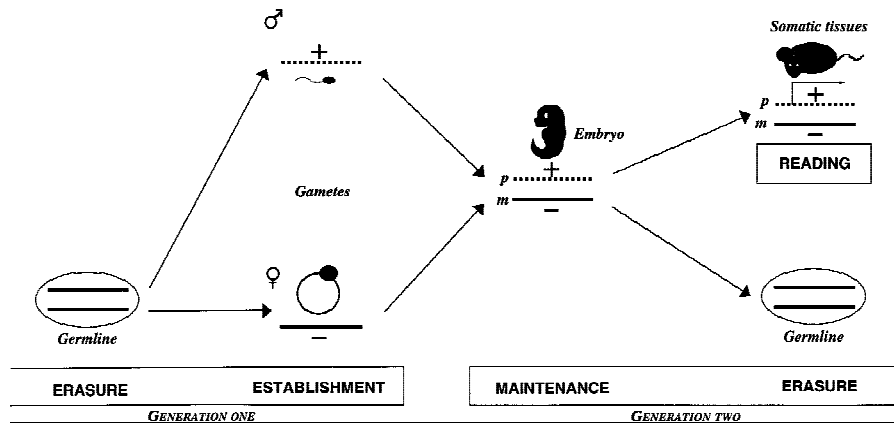 ♂
+
Gametes
♀
−
Germline
Embryo
+
p
m
−
Somatic tissues
+
p
m
−
READING
Germline
ERASURE
ESTABLISHMENT
MAINTENANCE
ERASURE
GENERATION ONE
GENERATION TWO